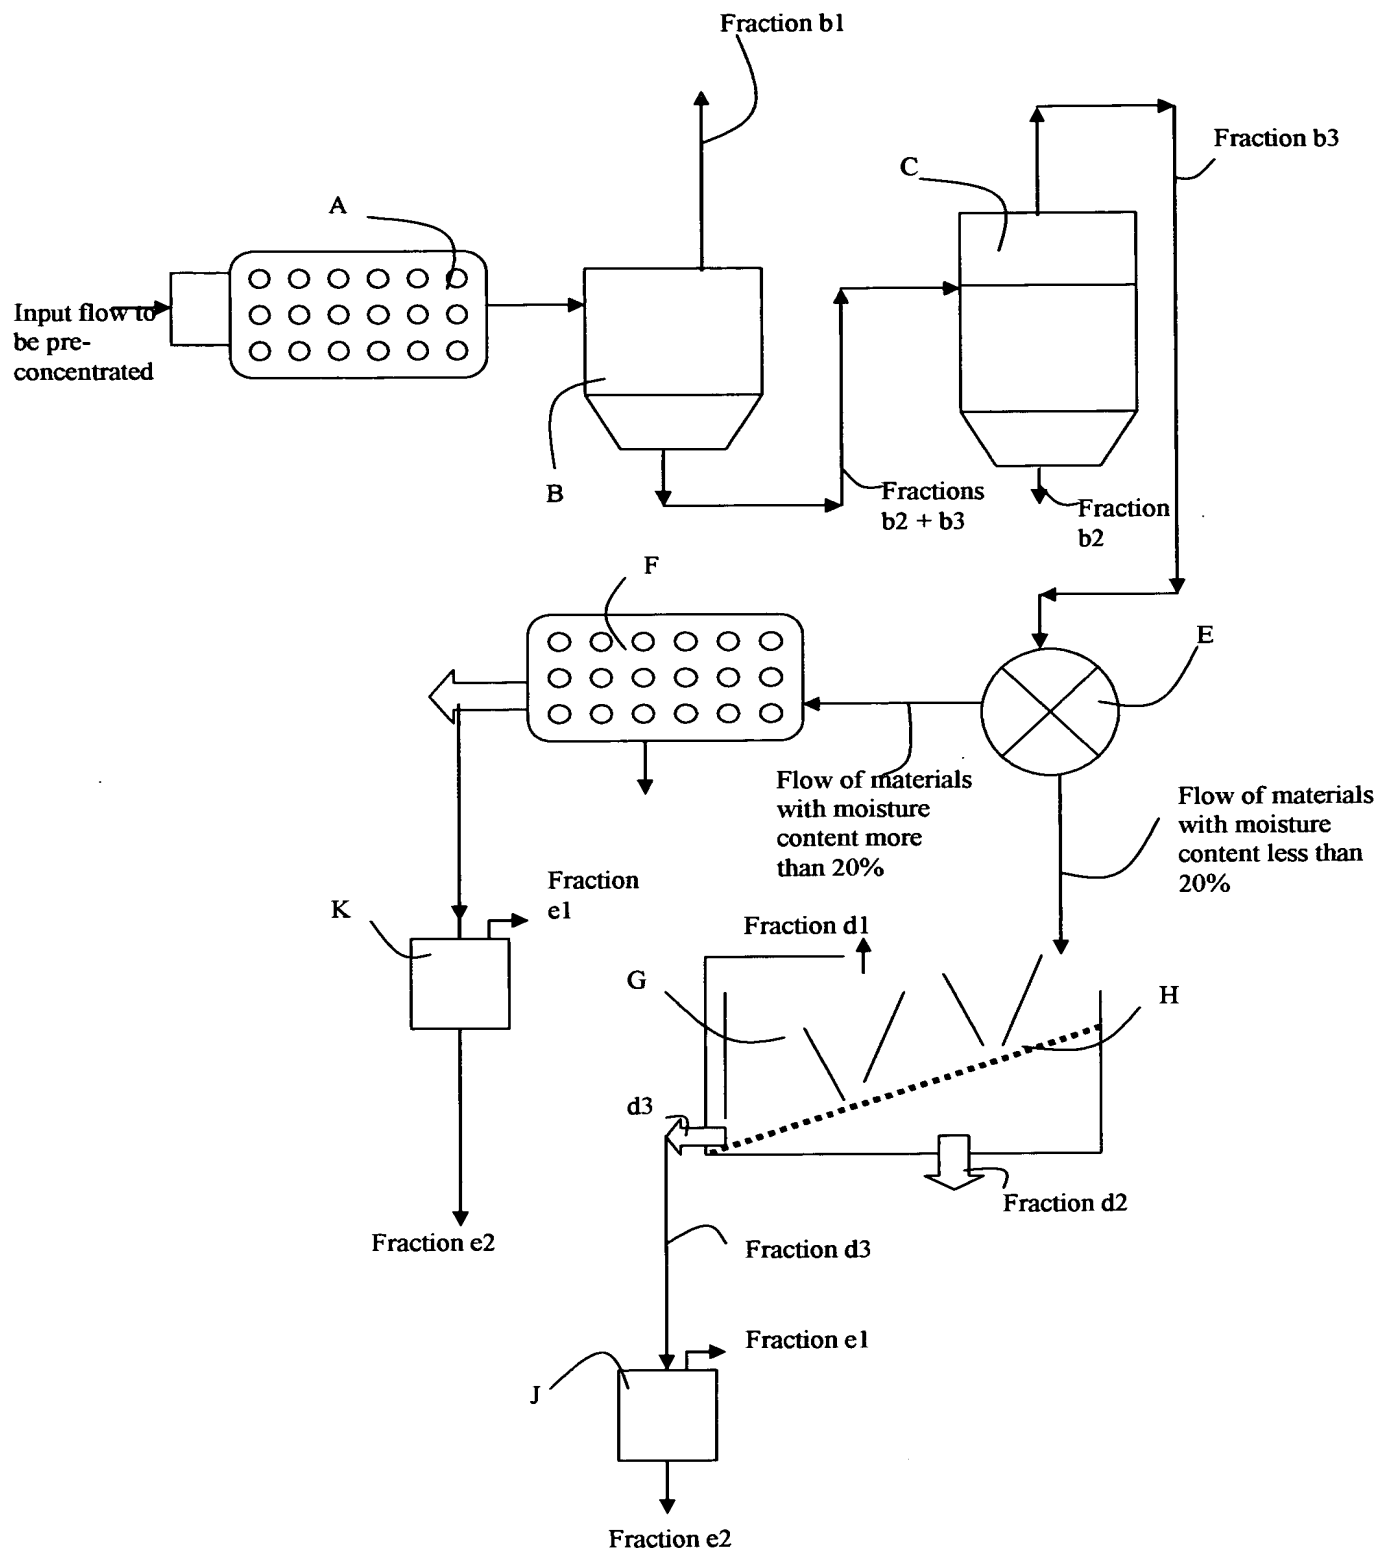 Fraction b1
Fraction b3
C
A
Input flow to
be pre-
concentrated
B
Fractions
b2 + b3
Fraction
b2
F
E
Flow of materials
with moisture
content more
than 20%
Flow of materials
with moisture
content less than
20%
Fraction
e1
K
Fraction d1
G
H
d3
Fraction d2
Fraction e2
Fraction d3
Fraction e1
J
Fraction e2